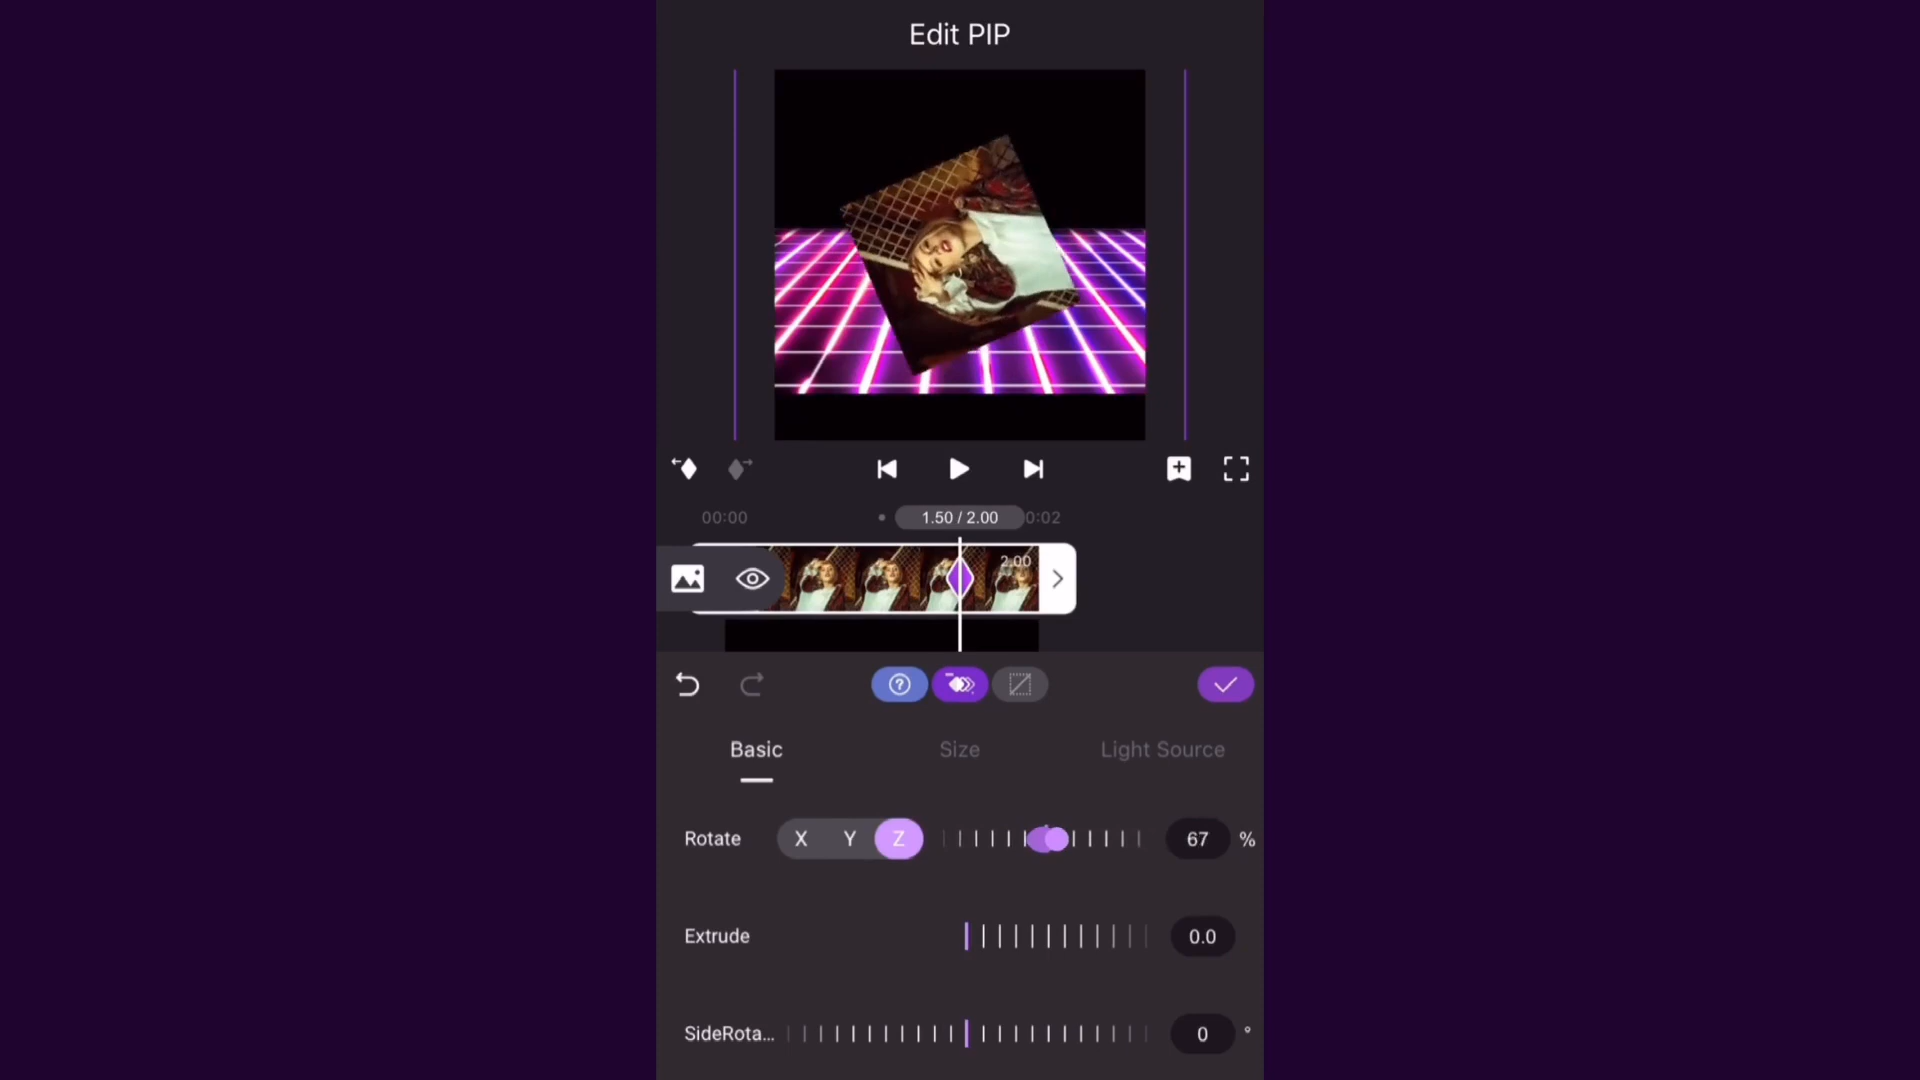 Edit PIP
00:00
1.50 / 2.00
0:02
2.00
Basic
Size
Light Source
Rotate
X
Y
Z
67
%
Extrude
0.0
SideRota...
0
°